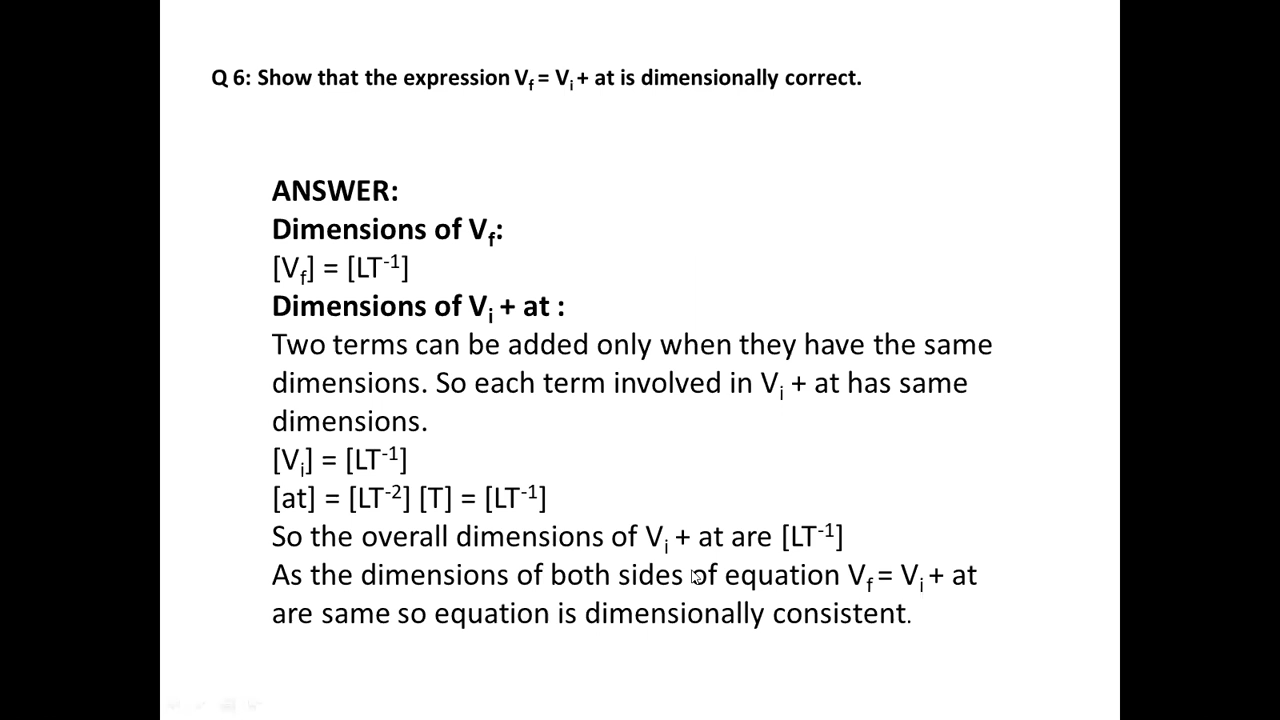 Q 6: Show that the expression Vf = Vi + at is dimensionally correct.
ANSWER:
Dimensions of Vf:
[Vf] = [LT-1]
Dimensions of Vi + at :
Two terms can be added only when they have the same
dimensions. So each term involved in Vi + at has same
dimensions.
[Vi] = [LT-1]
[at] = [LT-2] [T] = [LT-1]
So the overall dimensions of Vi + at are [LT-1]
As the dimensions of both sides of equation Vf = Vi + at
are same so equation is dimensionally consistent.